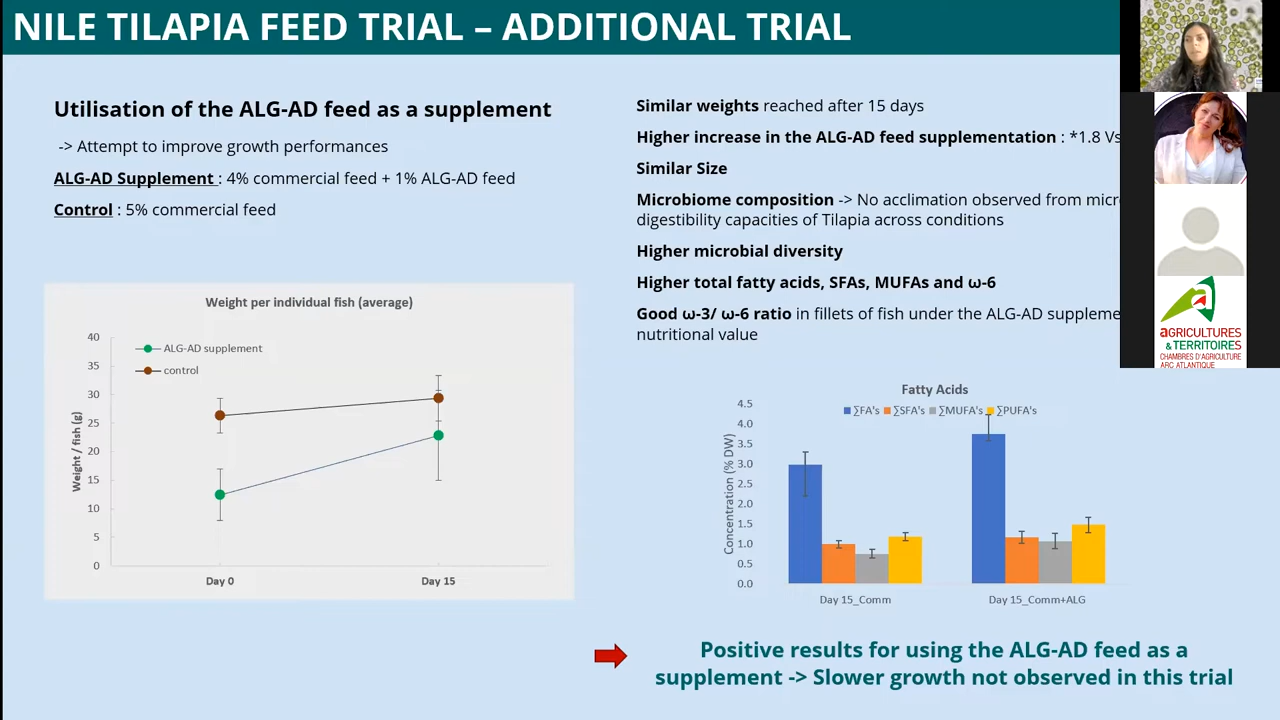 NILE TILAPIA FEED TRIAL – ADDITIONAL TRIAL
Utilisation of the ALG-AD feed as a supplement
-> Attempt to improve growth performances
ALG-AD Supplement : 4% commercial feed + 1% ALG-AD feed
Control : 5% commercial feed
Weight per individual fish (average)
40
35
30
25
20
15
10
5
0
Weight / fish (g)
ALG-AD supplement
control
Day 0
Day 15
Similar weights reached after 15 days
Higher increase in the ALG-AD feed supplementation : *1.8 Vs
Similar Size
Microbiome composition -> No acclimation observed from micr
digestibility capacities of Tilapia across conditions
Higher microbial diversity
Higher total fatty acids, SFAs, MUFAs and ω-6
Good ω-3/ ω-6 ratio in fillets of fish under the ALG-AD suppleme
nutritional value
Fatty Acids
∑FA's ∑SFA's ∑MUFA's ∑PUFA's
4.5
4.0
3.5
3.0
2.5
2.0
1.5
1.0
0.5
0.0
Concentration (% DW)
Day 15_Comm
Day 15_Comm+ALG
Positive results for using the ALG-AD feed as a
supplement -> Slower growth not observed in this trial
aGRICULTURES
& TERRITOIRES
CHAMBRES D'AGRICULTURE
ARC ATLANTIQUE